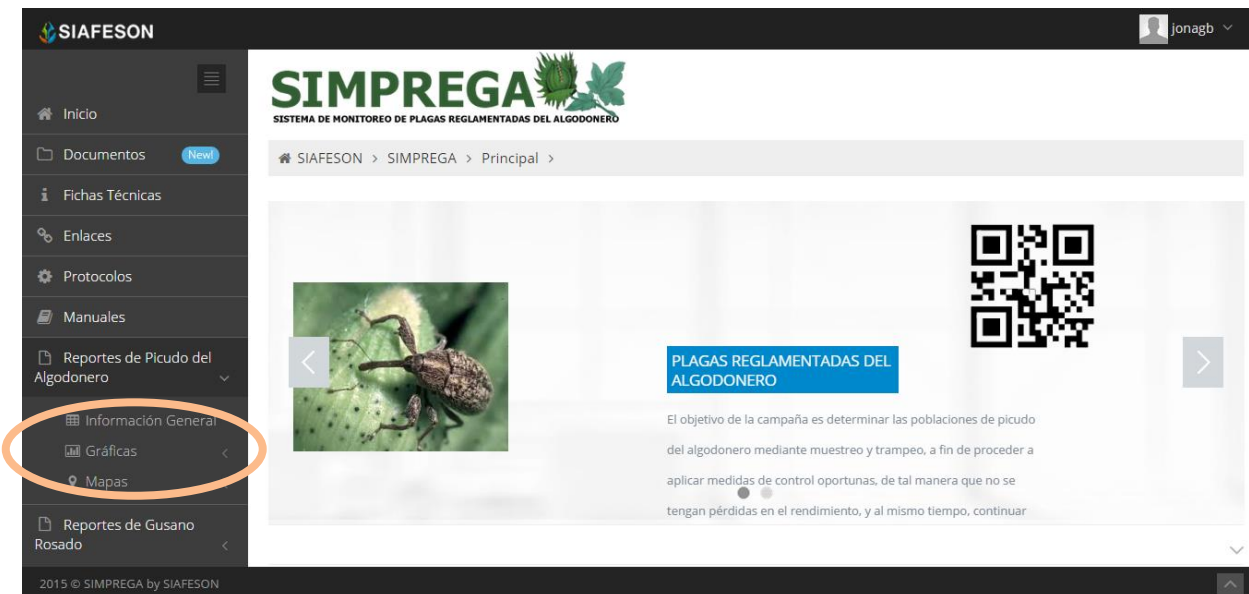 SIAFESON
jonagb
Inicio
Documentos New!
Fichas Técnicas
Enlaces
Protocolos
Manuales
Reportes de Picudo del
Algodonero
Información General
Gráficas
Mapas
Reportes de Gusano
Rosado
SIMPREGA
SISTEMA DE MONITOREO DE PLAGAS REGLAMENTADAS DEL ALGODONERO
SIAFESON > SIMPREGA > Principal >
PLAGAS REGLAMENTADAS DEL
ALGODONERO
El objetivo de la campaña es determinar las poblaciones de picudo
del algodonero mediante muestreo y trampeo, a fin de proceder a
aplicar medidas de control oportunas, de tal manera que no se
tengan pérdidas en el rendimiento, y al mismo tiempo, continuar
2015 © SIMPREGA by SIAFESON